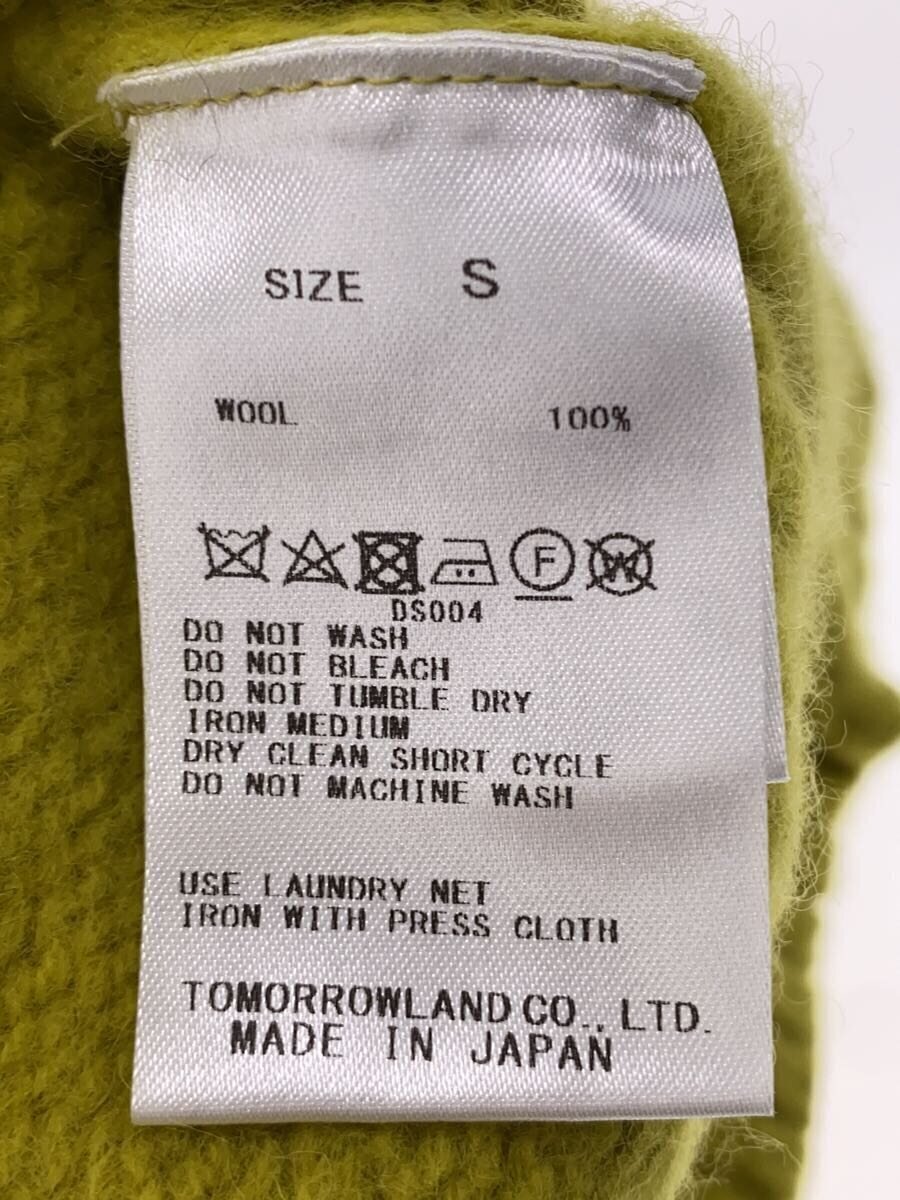 SIZE S
WOOL 100%
F W
DS004
DO NOT WASH
DO NOT BLEACH
DO NOT TUMBLE DRY
IRON MEDIUM
DRY CLEAN SHORT CYCLE
DO NOT MACHINE WASH
USE LAUNDRY NET
IRON WITH PRESS CLOTH
TOMORROWLAND CO., LTD.
MADE IN JAPAN